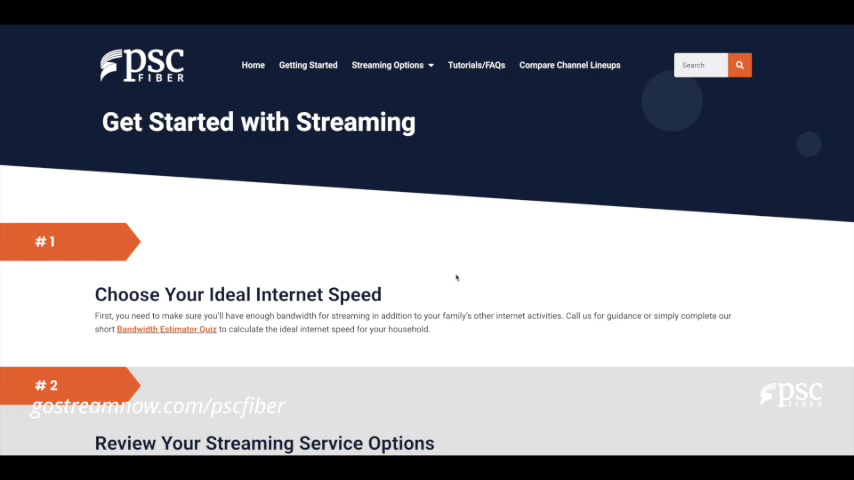 psc
FIBER
Home Getting Started Streaming Options Tutorials/FAQs Compare Channel Lineups Search
Get Started with Streaming
#1
Choose Your Ideal Internet Speed
First, you need to make sure you'll have enough bandwidth for streaming in addition to your family's other internet activities. Call us for guidance or simply complete our
short Bandwidth Estimator Quiz to calculate the ideal internet speed for your household.
#2
gostreamnow.com/pscfiber
psc
FIBER
Review Your Streaming Service Options